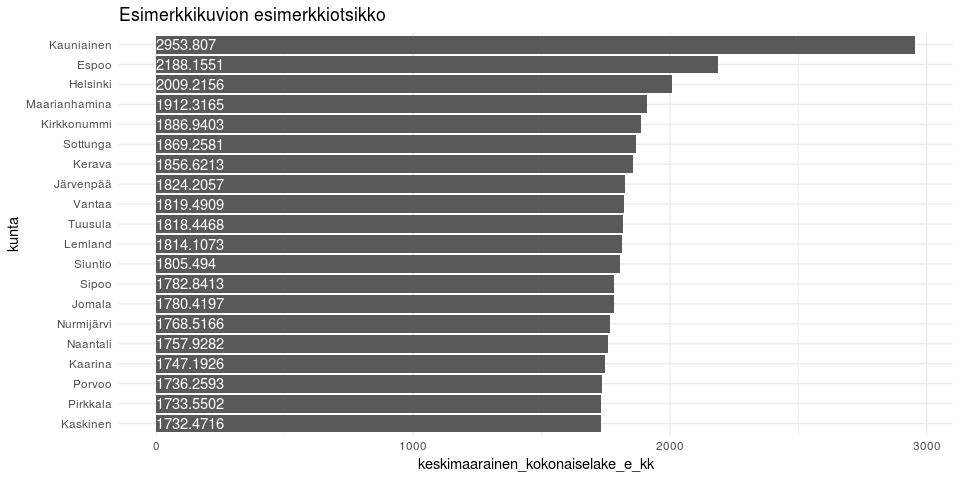 Esimerkkikuvion esimerkkiotsikko
kunta
Kauniainen 2953.807
Espoo 2188.1551
Helsinki 2009.2156
Maarianhamina 1912.3165
Kirkkonummi 1886.9403
Sottunga 1869.2581
Kerava 1856.6213
Järvenpää 1824.2057
Vantaa 1819.4909
Tuusula 1818.4468
Lemland 1814.1073
Siuntio 1805.494
Sipoo 1782.8413
Jomala 1780.4197
Nurmijärvi 1768.5166
Naantali 1757.9282
Kaarina 1747.1926
Porvoo 1736.2593
Pirkkala 1733.5502
Kaskinen 1732.4716
0 1000 2000 3000
keskimaarainen_kokonaiselake_e_kk